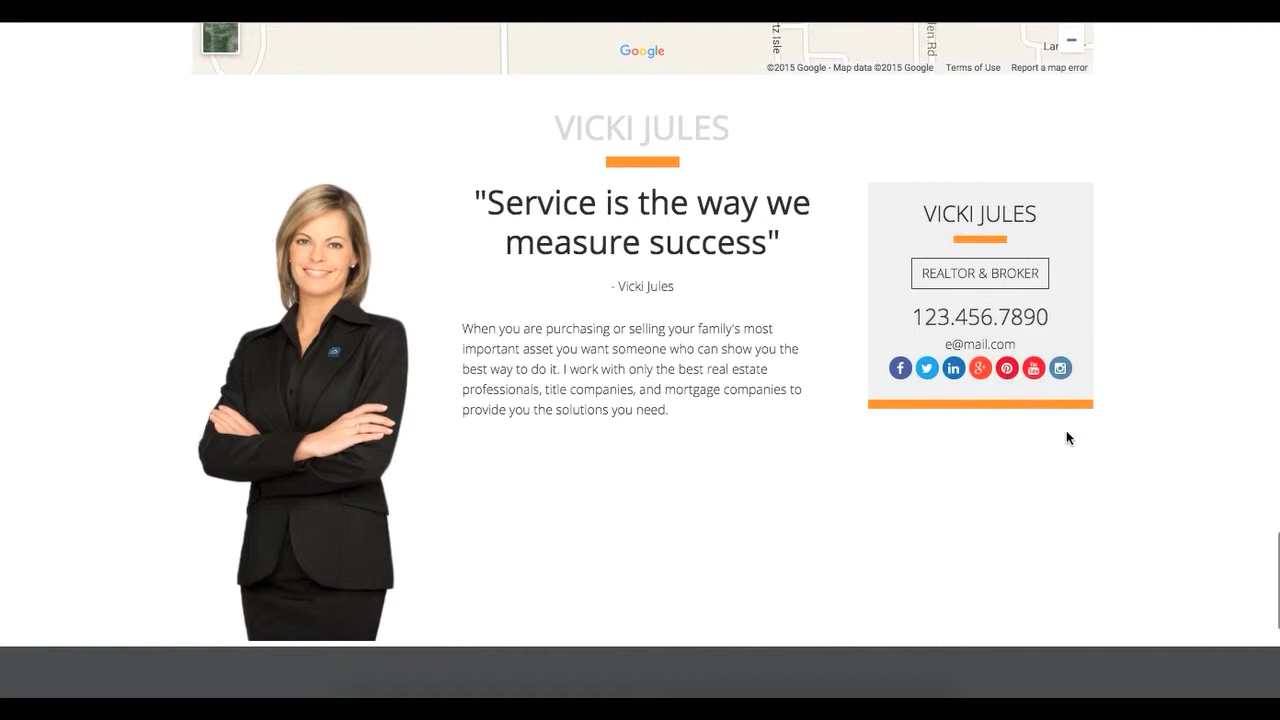 Google
©2015 Google - Map data ©2015 Google Terms of Use Report a map error
VICKI JULES
"Service is the way we
measure success"
- Vicki Jules
When you are purchasing or selling your family's most
important asset you want someone who can show you the
best way to do it. I work with only the best real estate
professionals, title companies, and mortgage companies to
provide you the solutions you need.
VICKI JULES
REALTOR & BROKER
123.456.7890
e@mail.com